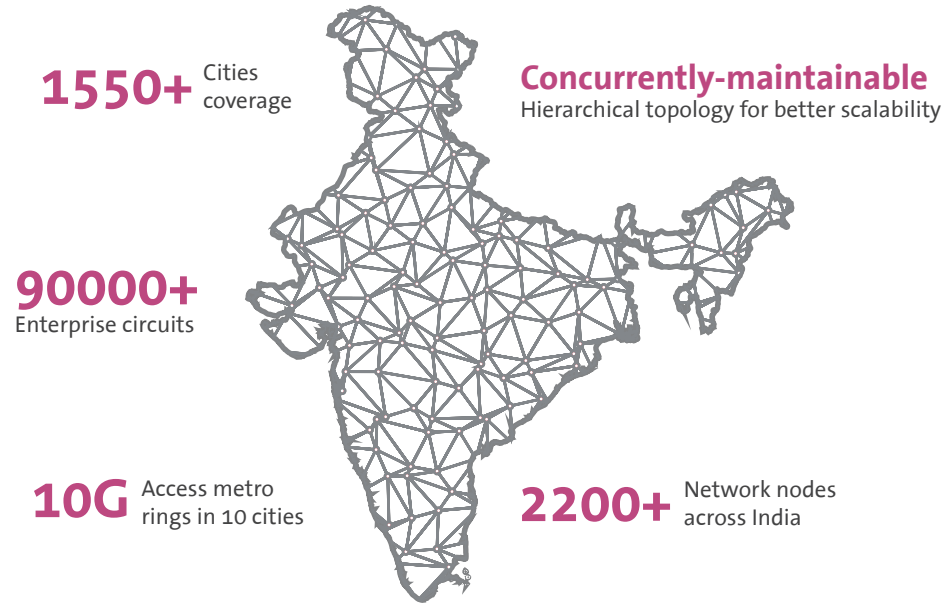 1550+ Cities
coverage
Concurrently-maintainable
Hierarchical topology for better scalability
90000+
Enterprise circuits
10G Access metro
rings in 10 cities
2200+ Network nodes
across India